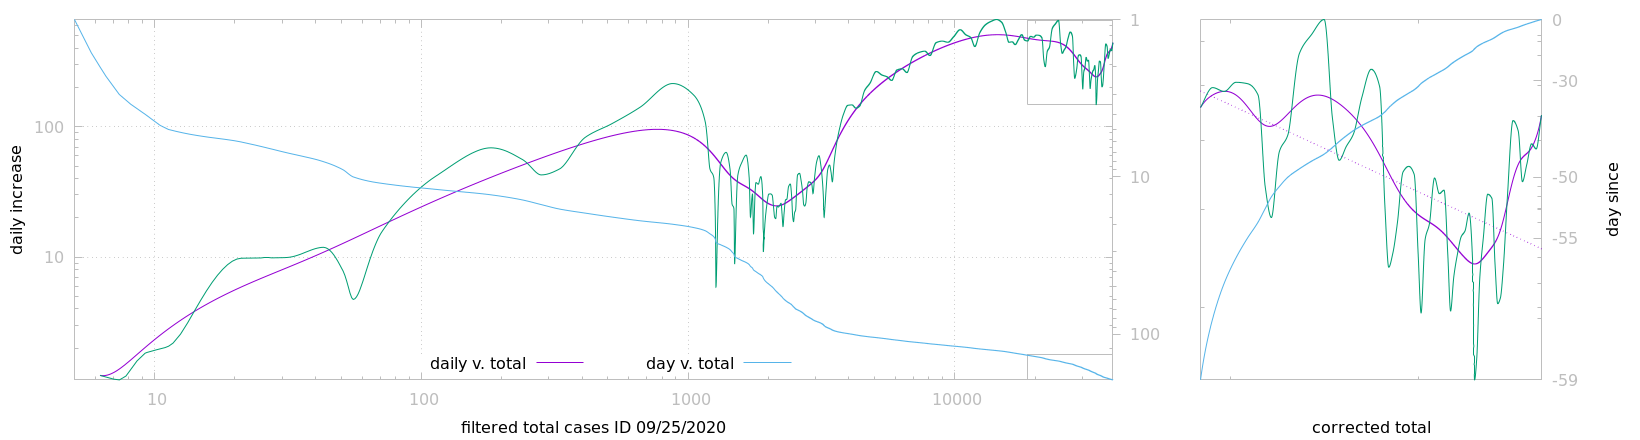 daily increase
100
10
daily v. total
day v. total
10
100
1000
10000
filtered total cases ID 09/25/2020
1
10
100
0
-30
-50
-55
-59
day since
corrected total